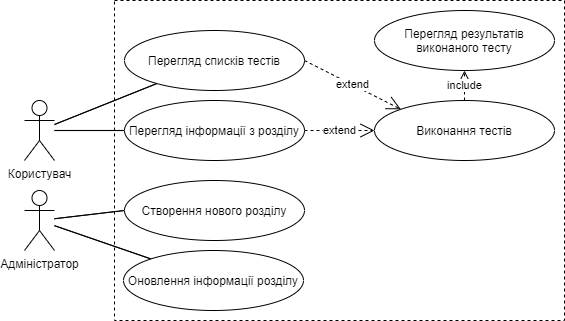 Перегляд результатів
виконаного тесту
Перегляд списків тестів
extend
include
Перегляд інформації з розділу
extend
Виконання тестів
Користувач
Створення нового розділу
Адміністратор
Оновлення інформації розділу